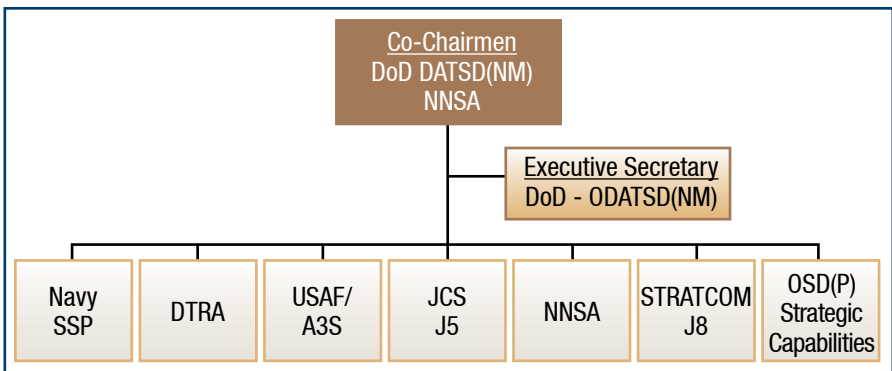 Co-Chairmen
DoD DATSD(NM)
NNSA
Executive Secretary
DoD - ODATSD(NM)
Navy
SSP
DTRA
USAF/
A3S
JCS
J5
NNSA
STRATCOM
J8
OSD(P)
Strategic
Capabilities